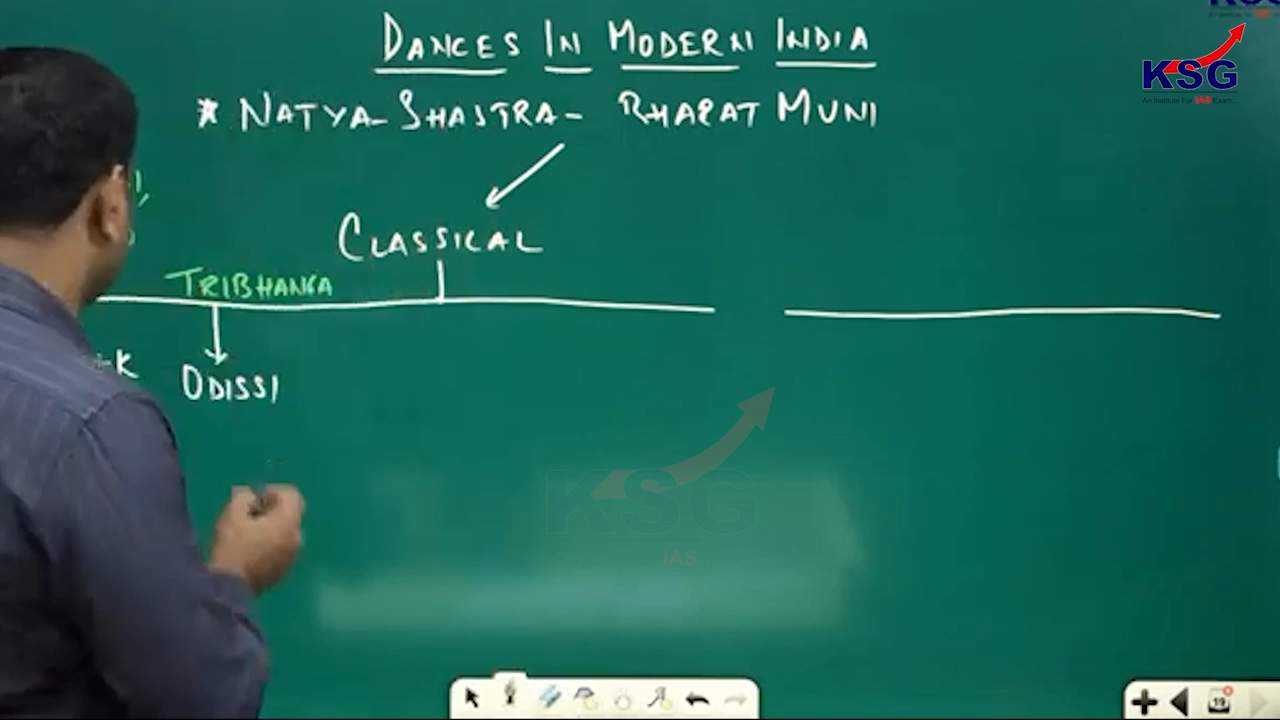 DANCES IN MODERN INDIA
KSG
An Institute For IAS Exam...
* NATYA-SHASTRA- BHARAT MUNI
CLASSICAL
TRIBHANGA
ODISSI
KSG
IAS
19